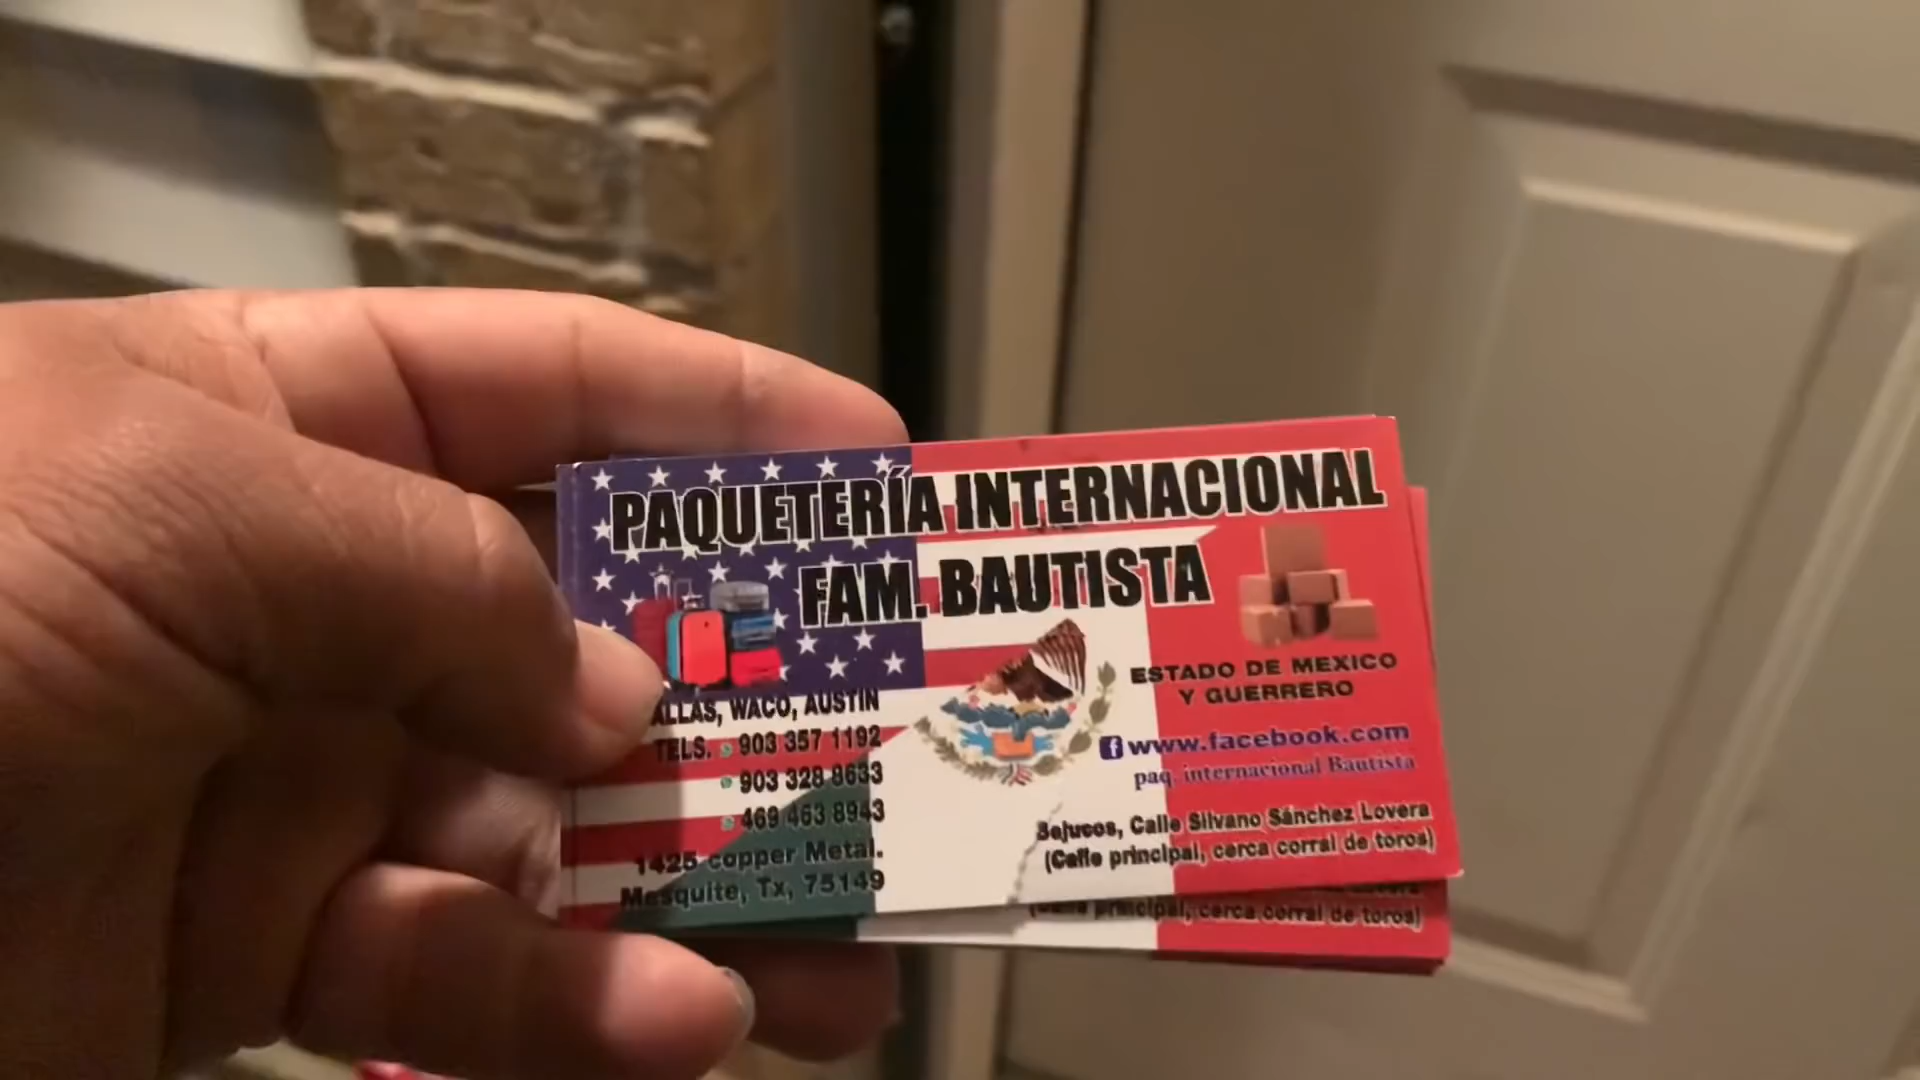 PAQUETERÍA INTERNACIONAL
FAM. BAUTISTA
ALLAS, WACO, AUSTIN
TELS. 903 357 1192
903 328 8633
469 463 8943
1425 copper Metal.
Mesquite, Tx, 75149
ESTADO DE MEXICO
Y GUERRERO
f www.facebook.com
paq. internacional Bautista
Bejucos, Calle Silvano Sánchez Lovera
(Calle principal, cerca corral de toros)
(Calle principal, cerca corral de toros)